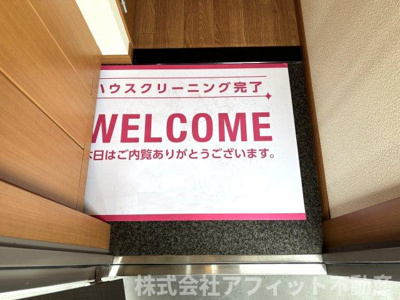 ハウスクリーニング完了
WELCOME
本日はご内覧ありがとうございます。
株式会社アフィット不動産